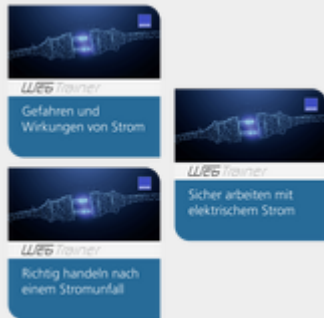 WEB Trainer
Gefahren und
Wirkungen von Strom
WEB Trainer
Richtig handeln nach
einem Stromunfall
WEB Trainer
Sicher arbeiten mit
elektrischem Strom